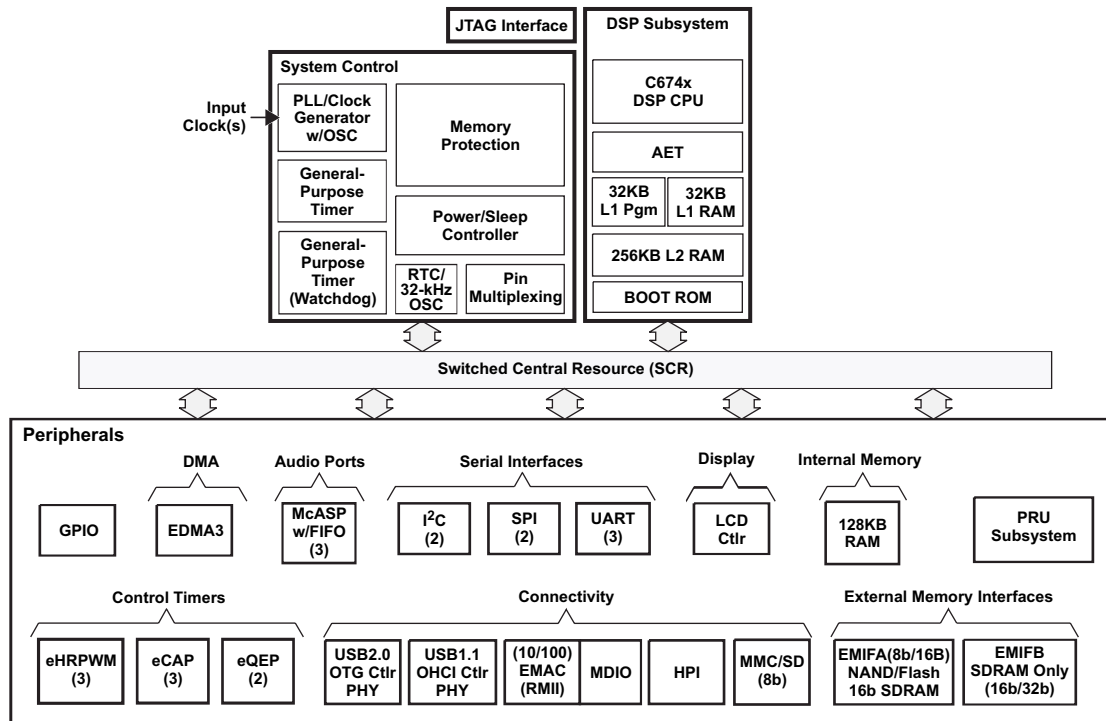 JTAG Interface
DSP Subsystem
System Control
Input
Clock(s)
PLL/Clock
Generator
w/OSC
Memory
Protection
General-
Purpose
Timer
Power/Sleep
Controller
General-
Purpose
Timer
(Watchdog)
RTC/
32-kHz
OSC
Pin
Multiplexing
C674x
DSP CPU
AET
32KB
L1 Pgm
32KB
L1 RAM
256KB L2 RAM
BOOT ROM
Switched Central Resource (SCR)
Peripherals
DMA
Audio Ports
Serial Interfaces
Display
Internal Memory
GPIO
EDMA3
McASP
w/FIFO
(3)
I²C
(2)
SPI
(2)
UART
(3)
LCD
Ctlr
128KB
RAM
PRU
Subsystem
Control Timers
Connectivity
External Memory Interfaces
eHRPWM
(3)
eCAP
(3)
eQEP
(2)
USB2.0
OTG Ctlr
PHY
USB1.1
OHCI Ctlr
PHY
(10/100)
EMAC
(RMII)
MDIO
HPI
MMC/SD
(8b)
EMIFA(8b/16B)
NAND/Flash
16b SDRAM
EMIFB
SDRAM Only
(16b/32b)